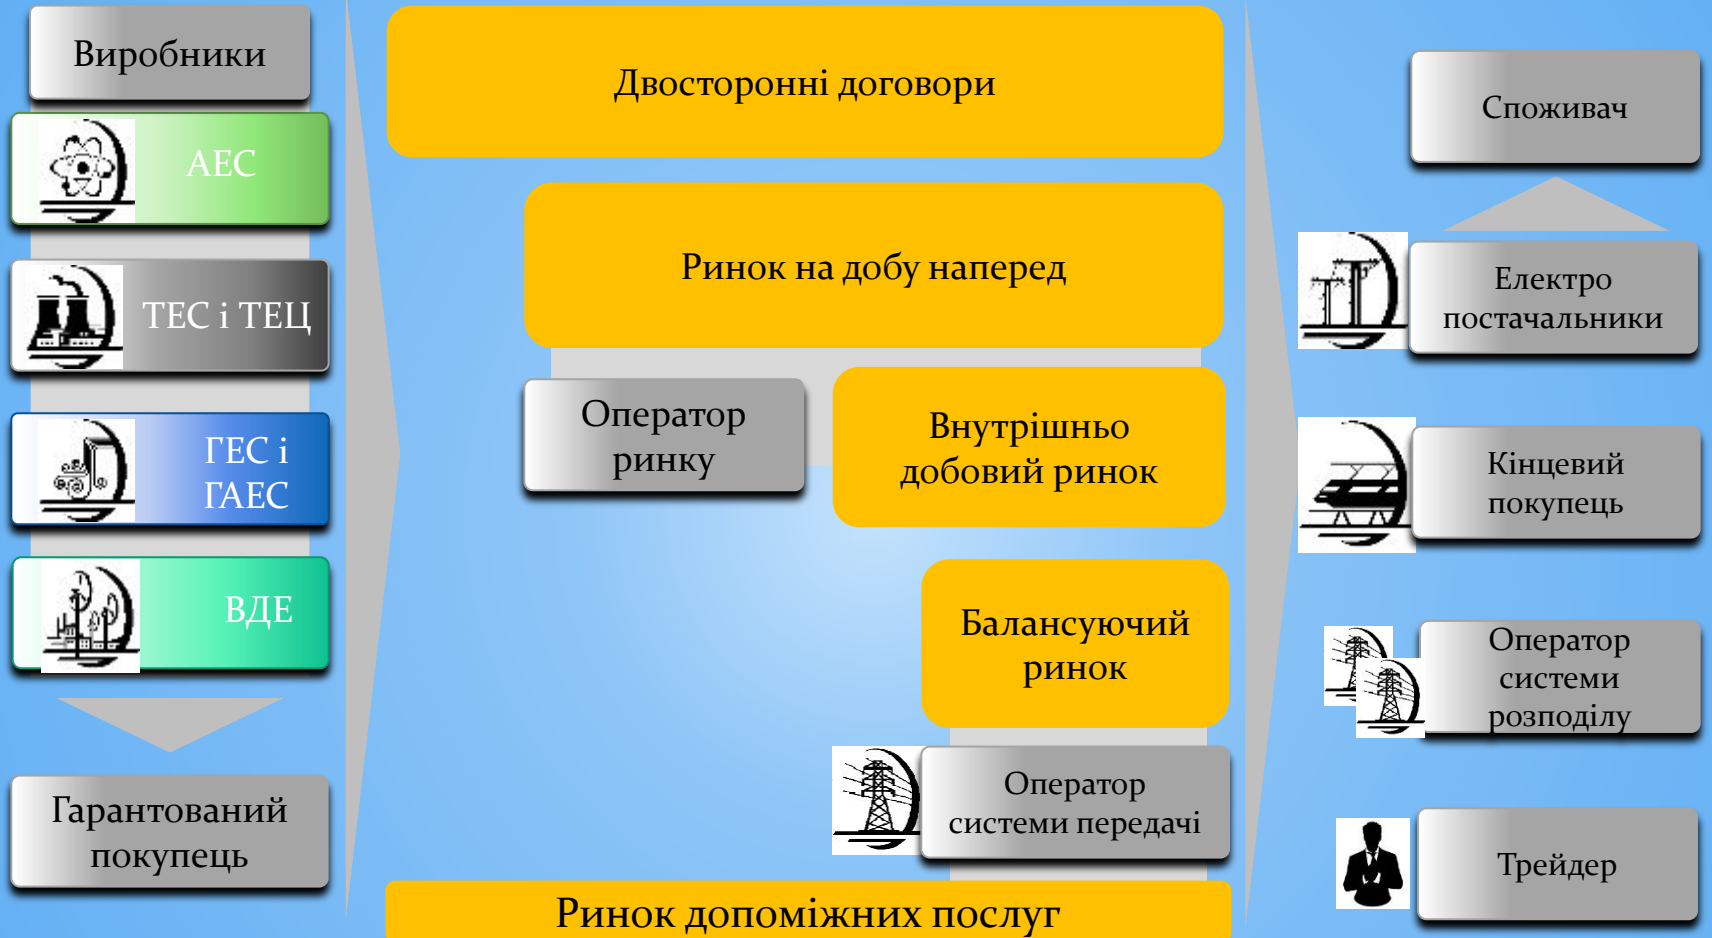 Виробники
АЕС
ТЕС і ТЕЦ
ГЕС і
ГАЕС
ВДЕ
Гарантований
покупець
Двосторонні договори
Ринок на добу наперед
Оператор
ринку
Внутрішньо
добовий ринок
Балансуючий
ринок
Оператор
системи передачі
Ринок допоміжних послуг
Споживач
Електро
постачальники
Кінцевий
покупець
Оператор
системи
розподілу
Трейдер